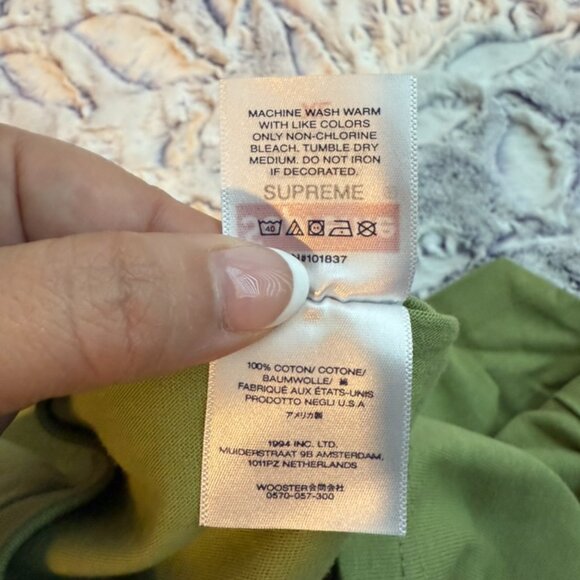 MACHINE WASH WARM
WITH LIKE COLORS
ONLY NON-CHLORINE
BLEACH. TUMBLE DRY
MEDIUM. DO NOT IRON
IF DECORATED.
SUPREME
40
#101837
100% COTON/ COTONE/
BAUMWOLLE/ 綿
FABRIQUÉ AUX ÉTATS-UNIS
PRODOTTO NEGLI U.S.A
アメリカ製
1994 INC. LTD.
MUIDERSTRAAT 9B AMSTERDAM,
1011PZ NETHERLANDS
WOOSTER合同会社
0570-057-300